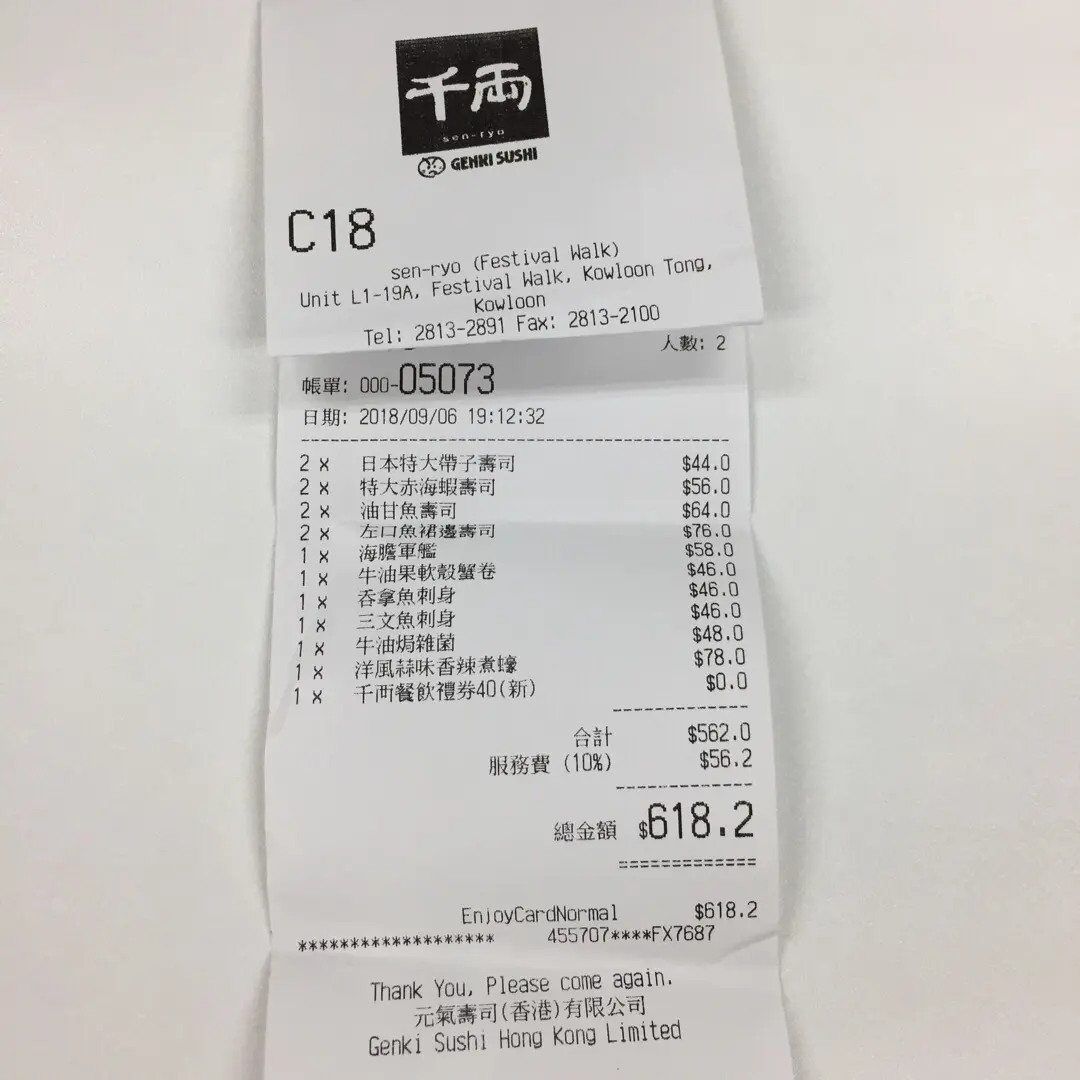 千両
sen-ryo
GENKI SUSHI
C18
sen-ryo (Festival Walk)
Unit L1-19A, Festival Walk, Kowloon Tong,
Kowloon
Tel: 2813-2891 Fax: 2813-2100
人數: 2
帳單: 000-05073
日期: 2018/09/06 19:12:32
2 x 日本特大帶子壽司 $44.0
2 x 特大赤海蝦壽司 $56.0
2 x 油甘魚壽司 $64.0
2 x 左口魚裙邊壽司 $76.0
1 x 海膽軍艦 $58.0
1 x 牛油果軟殼蟹卷 $46.0
1 x 吞拿魚刺身 $46.0
1 x 三文魚刺身 $46.0
1 x 牛油焗雜菌 $48.0
1 x 洋風蒜味香辣煮蠔 $78.0
1 x 千両餐飲禮券40(新) $0.0
合計 $562.0
服務費 (10%) $56.2
總金額 $618.2
=============
EnjoyCardNormal $618.2
******************* 455707****FX7687
Thank You, Please come again.
元氣壽司(香港)有限公司
Genki Sushi Hong Kong Limited